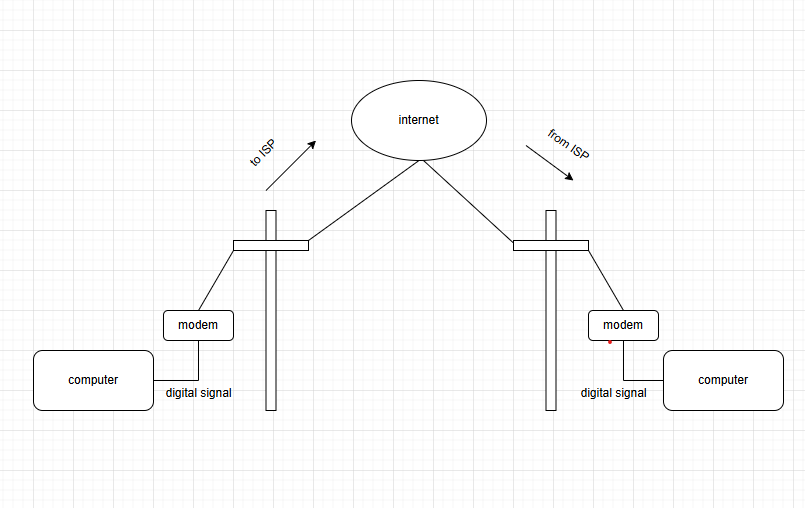 internet
to ISP
from ISP
modem
modem
computer
computer
digital signal
digital signal